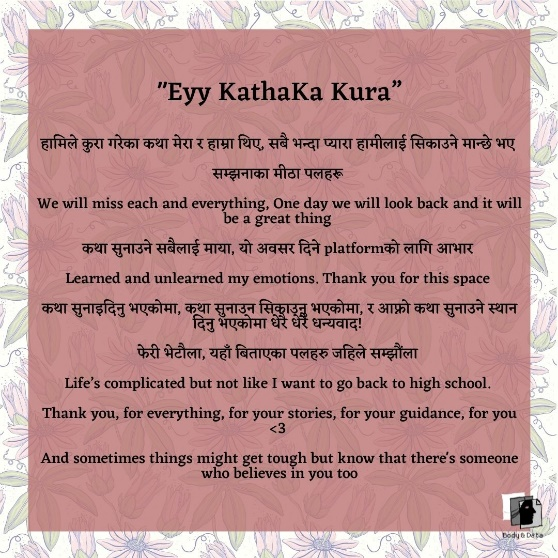 "Eyy KathaKa Kura”
हामिले कुरा गरेका कथा मेरा र हाम्रा थिए, सबै भन्दा प्यारा हामीलाई सिकाउने मान्छे भए
सम्झनाका मीठा पलहरू
We will miss each and everything, One day we will look back and it will
be a great thing
कथा सुनाउने सबैलाई माया, यो अवसर दिने platformको लागि आभार
Learned and unlearned my emotions. Thank you for this space
कथा सुनाइदिनु भएकोमा, कथा सुनाउन सिकाउनु भएकोमा, र आफ्नो कथा सुनाउने स्थान
दिनु भएकोमा धेरै धेरै धन्यवाद!
फेरी भेटौला, यहाँ बिताएका पलहरु जहिले सम्झौंला
Life’s complicated but not like I want to go back to high school.
Thank you, for everything, for your stories, for your guidance, for you
<3
And sometimes things might get tough but know that there's someone
who believes in you too
Body & Data